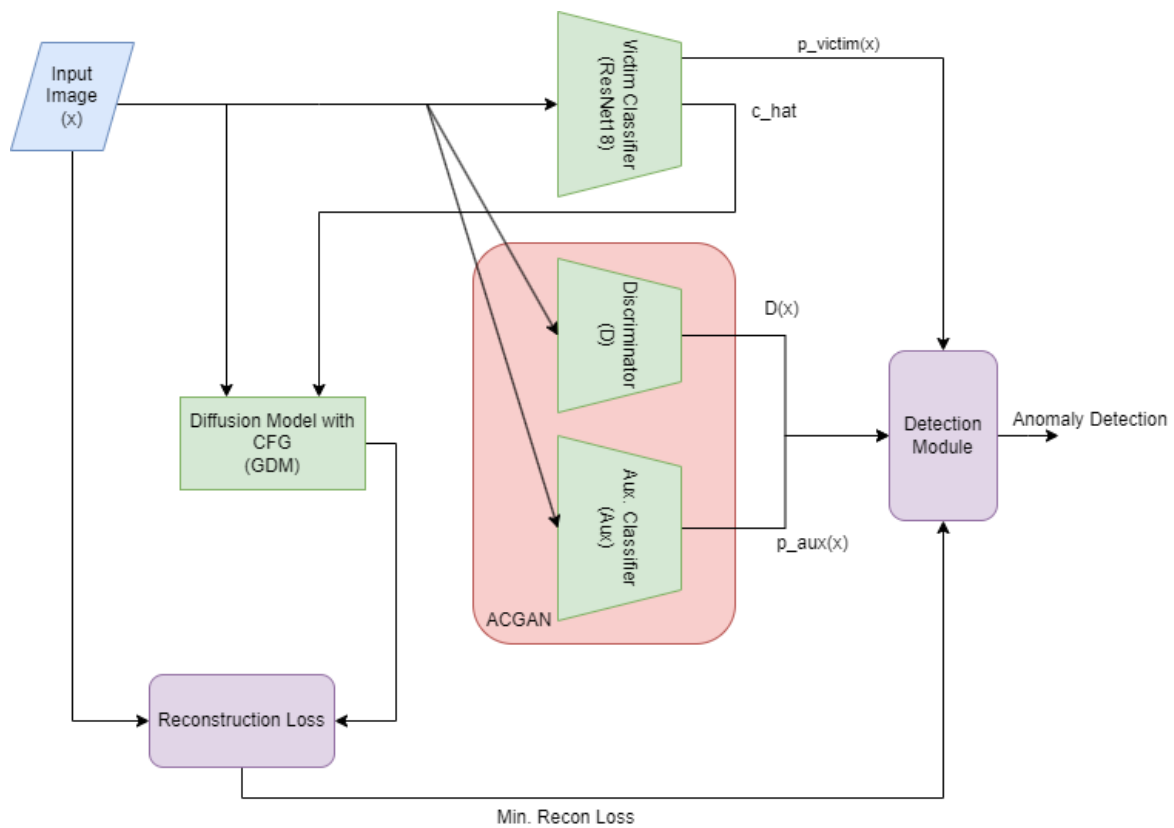 Input
Image
(x)
Victim Classifier
(ResNet18)
p_victim(x)
c_hat
Discriminator
(D)
D(x)
Diffusion Model with
CFG
(GDM)
Detection
Module
Anomaly Detection
Aux. Classifier
(Aux)
p_aux(x)
ACGAN
Reconstruction Loss
Min. Recon Loss